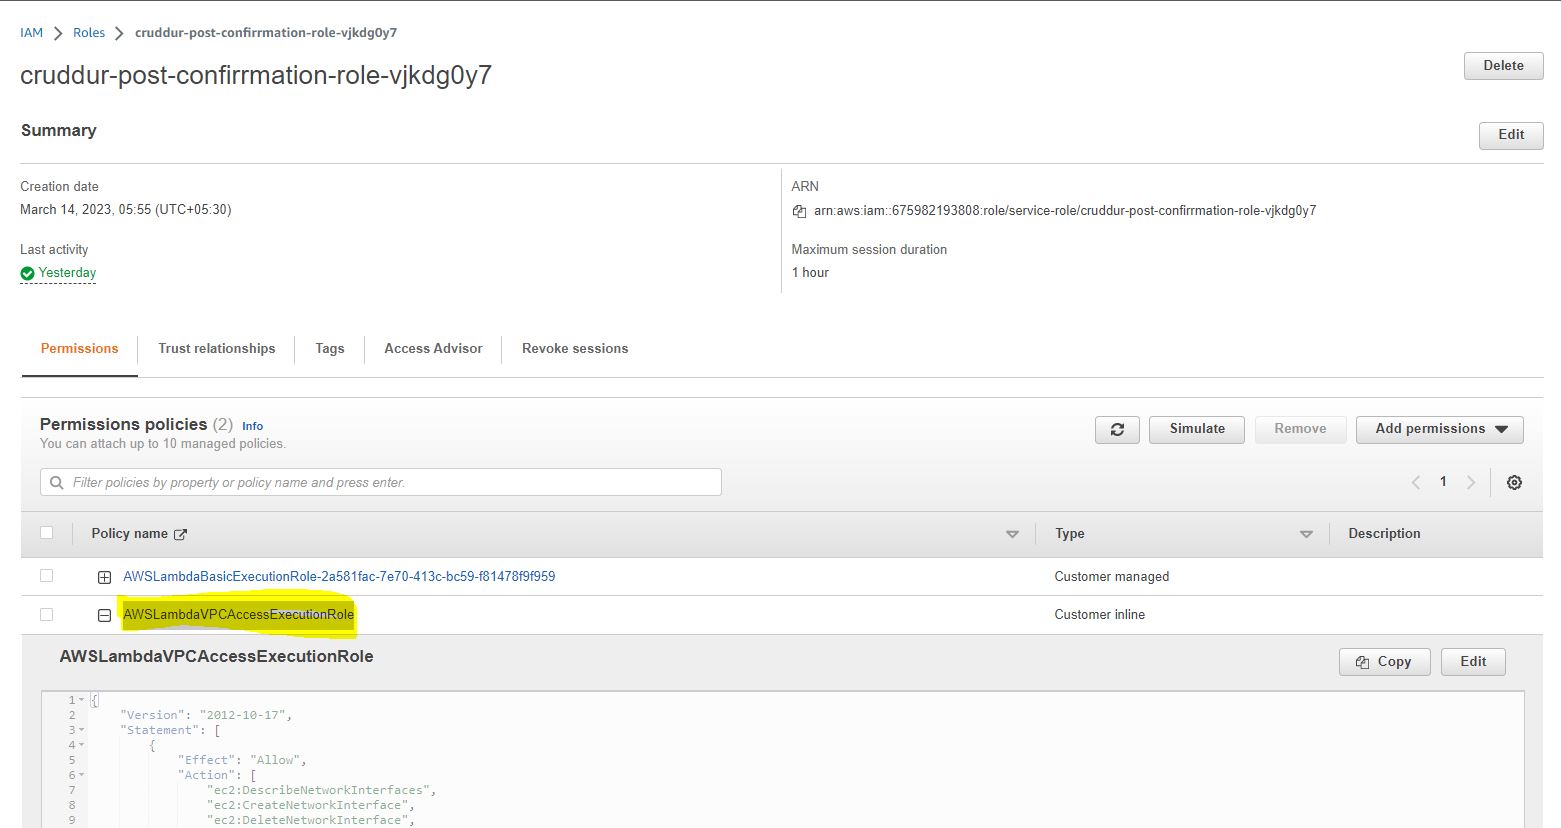 IAM > Roles > cruddur-post-confirrmation-role-vjkdg0y7
cruddur-post-confirrmation-role-vjkdg0y7
Delete
Summary
Edit
Creation date
March 14, 2023, 05:55 (UTC+05:30)
ARN
arn:aws:iam::675982193808:role/service-role/cruddur-post-confirrmation-role-vjkdg0y7
Last activity
Yesterday
Maximum session duration
1 hour
Permissions Trust relationships Tags Access Advisor Revoke sessions
Permissions policies (2) Info
You can attach up to 10 managed policies.
Simulate Remove Add permissions
Filter policies by property or policy name and press enter.
1
Policy name Type Description
AWSLambdaBasicExecutionRole-2a581fac-7e70-413c-bc59-f81478f9f959 Customer managed
AWSLambdaVPCAccessExecutionRole Customer inline
AWSLambdaVPCAccessExecutionRole
Copy Edit
1 {
2 "Version": "2012-10-17",
3 "Statement": [
4 {
5 "Effect": "Allow",
6 "Action": [
7 "ec2:DescribeNetworkInterfaces",
8 "ec2:CreateNetworkInterface",
9 "ec2:DeleteNetworkInterface",